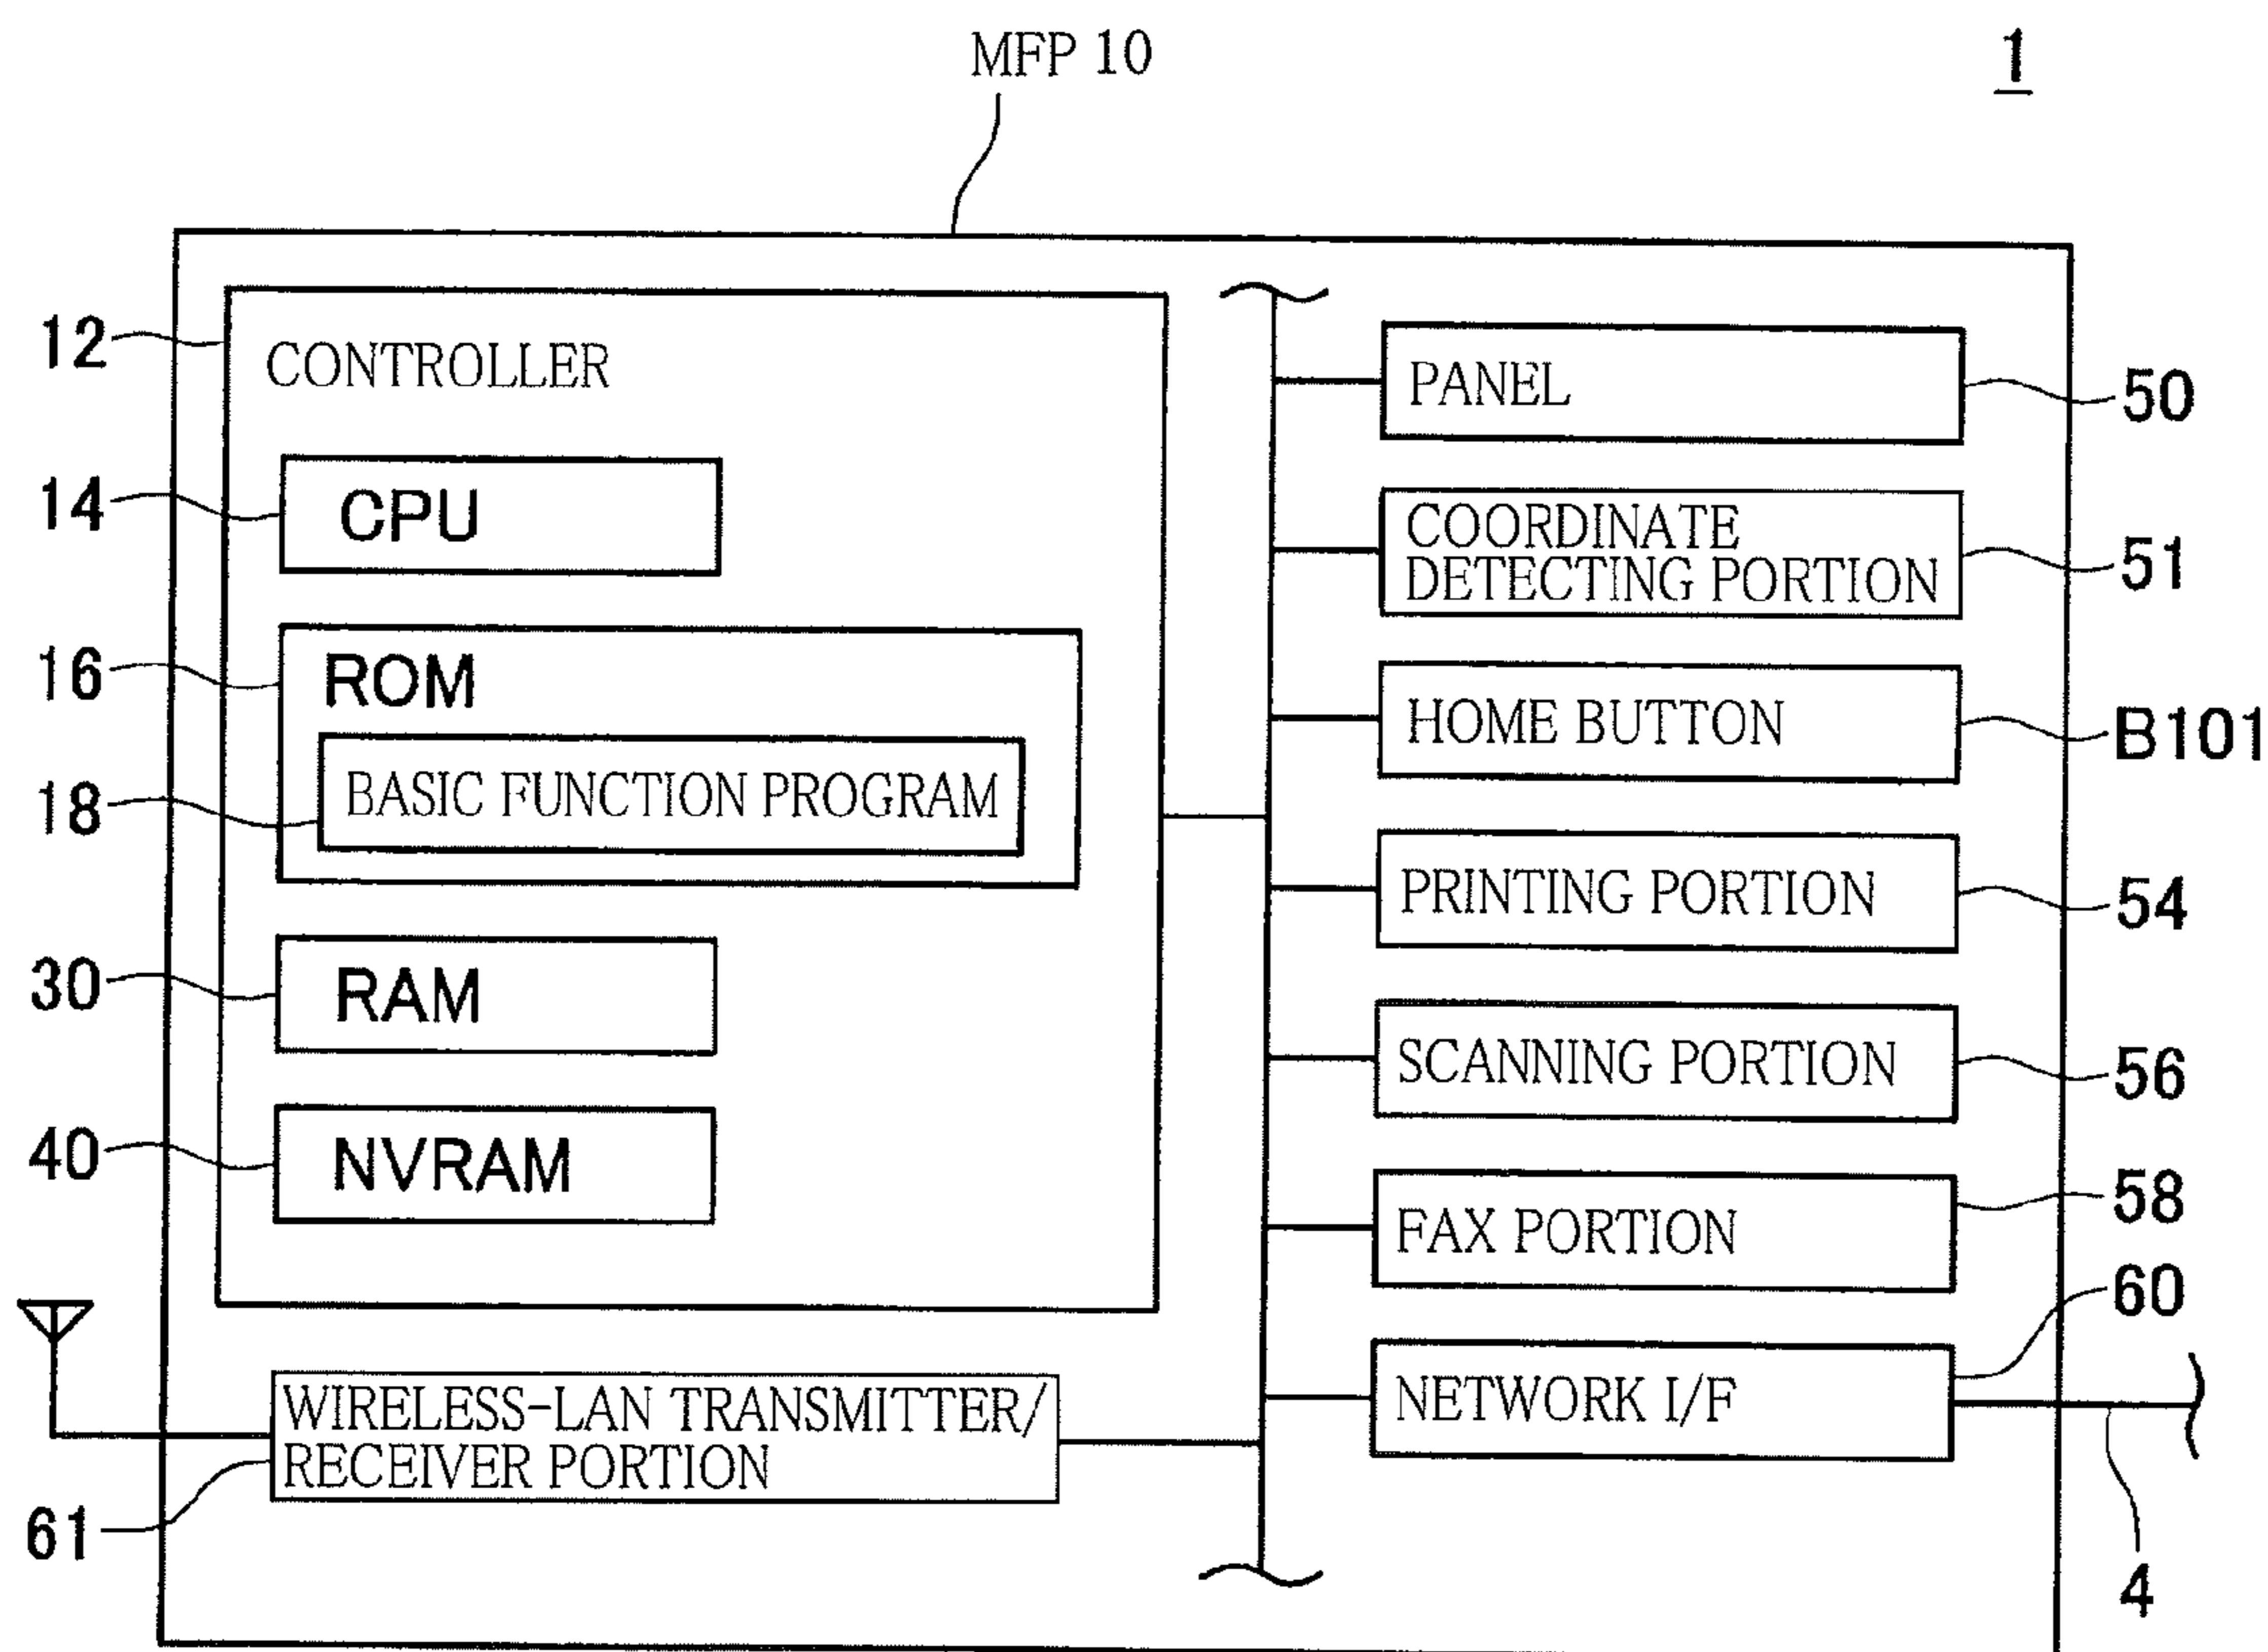 MFP 10
1
12
CONTROLLER
14
CPU
16
ROM
18
BASIC FUNCTION PROGRAM
30
RAM
40
NVRAM
WIRELESS-LAN TRANSMITTER/
RECEIVER PORTION
61
PANEL
50
COORDINATE
DETECTING PORTION
51
HOME BUTTON
B101
PRINTING PORTION
54
SCANNING PORTION
56
FAX PORTION
58
NETWORK I/F
60
4